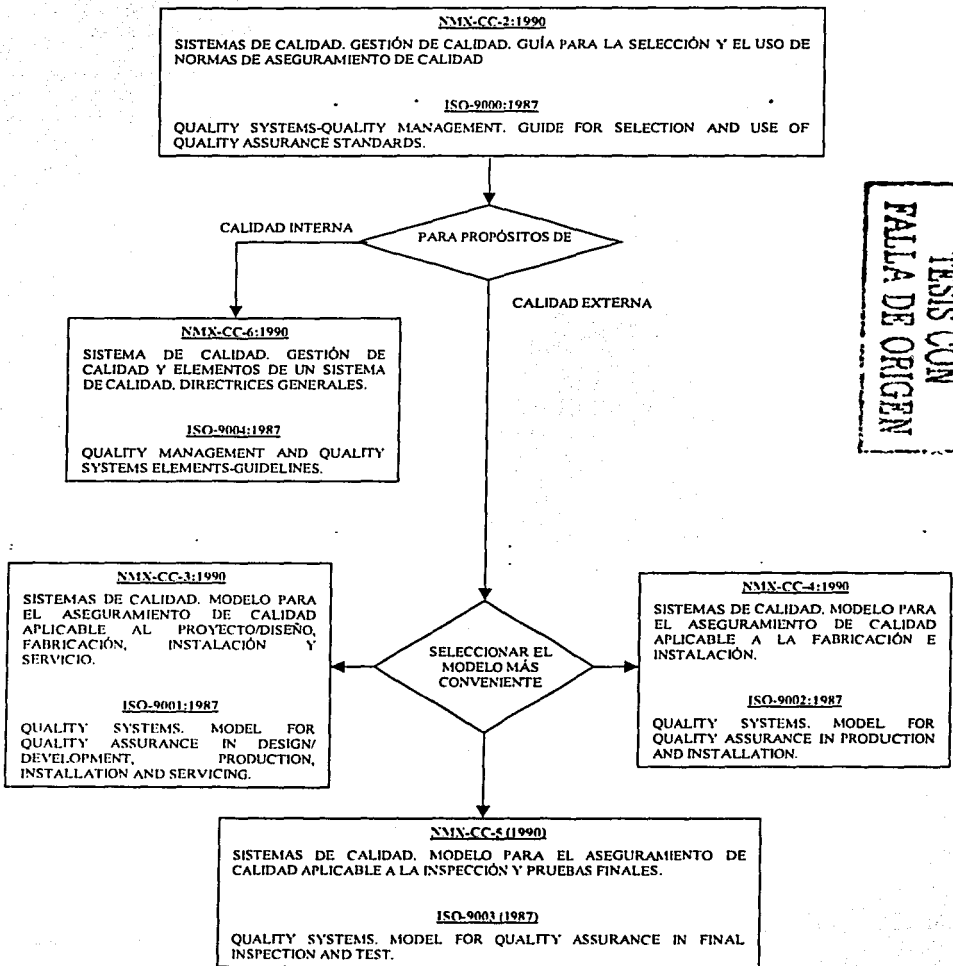 NMX-CC-2:1990
SISTEMAS DE CALIDAD. GESTIÓN DE CALIDAD. GUÍA PARA LA SELECCIÓN Y EL USO DE
NORMAS DE ASEGURAMIENTO DE CALIDAD
ISO-9000:1987
QUALITY SYSTEMS-QUALITY MANAGEMENT. GUIDE FOR SELECTION AND USE OF
QUALITY ASSURANCE STANDARDS.
TESIS CON
FALLA DE ORIGEN
CALIDAD INTERNA
PARA PROPÓSITOS DE
CALIDAD EXTERNA
NMX-CC-6:1990
SISTEMA DE CALIDAD. GESTIÓN DE
CALIDAD Y ELEMENTOS DE UN SISTEMA
DE CALIDAD. DIRECTRICES GENERALES.
ISO-9004:1987
QUALITY MANAGEMENT AND QUALITY
SYSTEMS ELEMENTS-GUIDELINES.
NMX-CC-3:1990
SISTEMAS DE CALIDAD. MODELO PARA
EL ASEGURAMIENTO DE CALIDAD
APLICABLE AL PROYECTO/DISEÑO,
FABRICACIÓN, INSTALACIÓN Y
SERVICIO.
ISO-9001:1987
QUALITY SYSTEMS. MODEL FOR
QUALITY ASSURANCE IN DESIGN/
DEVELOPMENT, PRODUCTION,
INSTALLATION AND SERVICING.
SELECCIONAR EL
MODELO MÁS
CONVENIENTE
NMX-CC-4:1990
SISTEMAS DE CALIDAD. MODELO PARA
EL ASEGURAMIENTO DE CALIDAD
APLICABLE A LA FABRICACIÓN E
INSTALACIÓN.
ISO-9002:1987
QUALITY SYSTEMS. MODEL FOR
QUALITY ASSURANCE IN PRODUCTION
AND INSTALLATION.
NMX-CC-5 (1990)
SISTEMAS DE CALIDAD. MODELO PARA EL ASEGURAMIENTO DE
CALIDAD APLICABLE A LA INSPECCIÓN Y PRUEBAS FINALES.
ISO-9003 (1987)
QUALITY SYSTEMS. MODEL FOR QUALITY ASSURANCE IN FINAL
INSPECTION AND TEST.